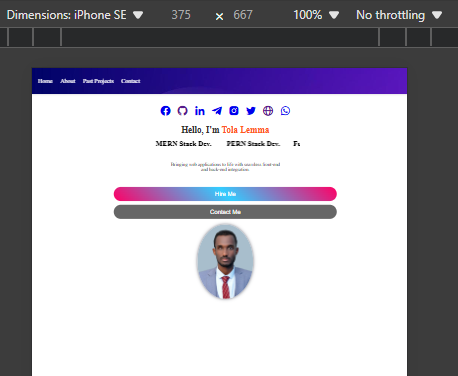 Dimensions: iPhone SE 375 × 667 100% No throttling
Home About Past Projects Contact
Hello, I'm Tola Lemma
MERN Stack Dev. PERN Stack Dev. Fu
Bringing web applications to life with seamless front-end
and back-end integration.
Hire Me
Contact Me